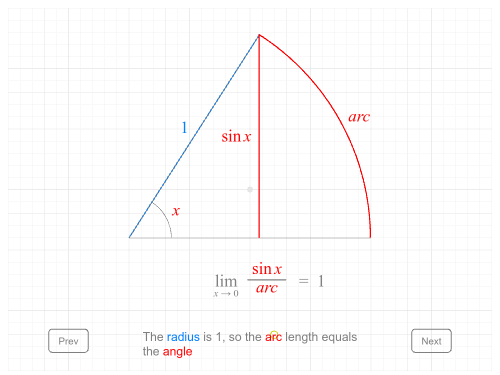 1
sin x
arc
x
lim x → 0 sin x / arc = 1
Prev
The radius is 1, so the arc length equals
the angle
Next